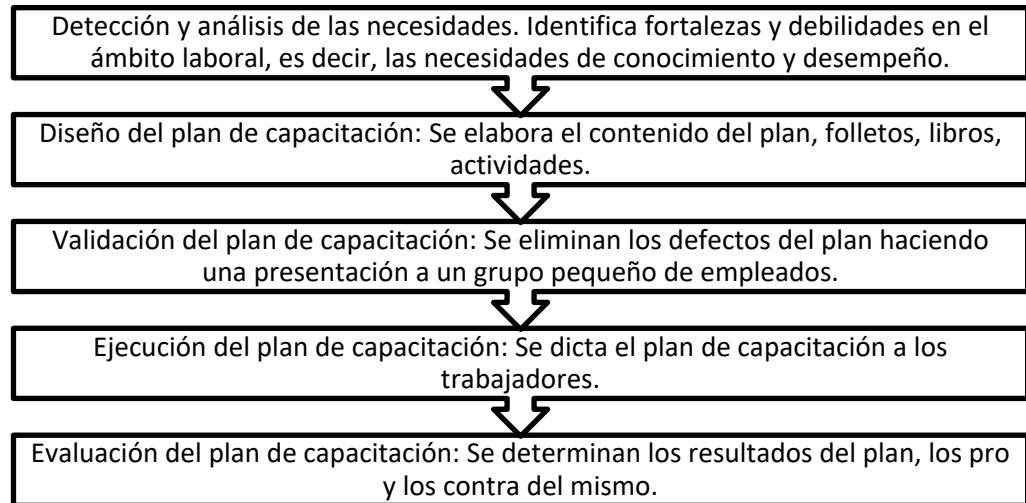 Detección y análisis de las necesidades. Identifica fortalezas y debilidades en el
ámbito laboral, es decir, las necesidades de conocimiento y desempeño.
Diseño del plan de capacitación: Se elabora el contenido del plan, folletos, libros,
actividades.
Validación del plan de capacitación: Se eliminan los defectos del plan haciendo
una presentación a un grupo pequeño de empleados.
Ejecución del plan de capacitación: Se dicta el plan de capacitación a los
trabajadores.
Evaluación del plan de capacitación: Se determinan los resultados del plan, los pro
y los contra del mismo.